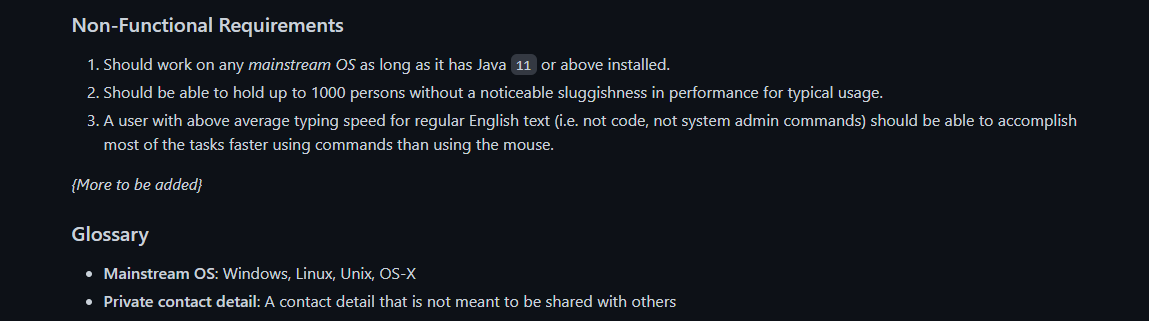 Non-Functional Requirements
1. Should work on any mainstream OS as long as it has Java 11 or above installed.
2. Should be able to hold up to 1000 persons without a noticeable sluggishness in performance for typical usage.
3. A user with above average typing speed for regular English text (i.e. not code, not system admin commands) should be able to accomplish
most of the tasks faster using commands than using the mouse.
{More to be added}
Glossary
• Mainstream OS: Windows, Linux, Unix, OS-X
• Private contact detail: A contact detail that is not meant to be shared with others